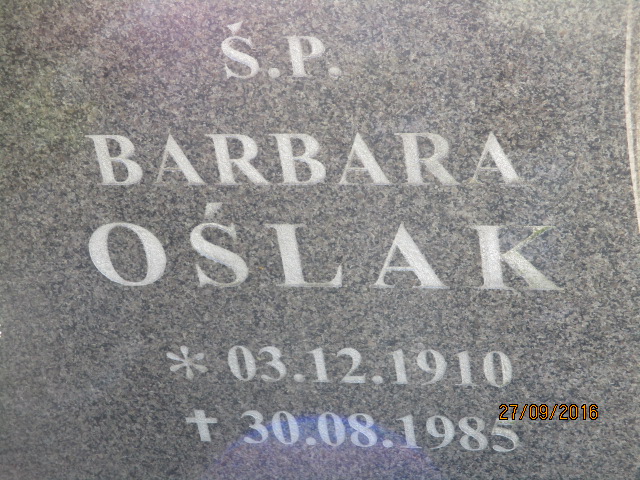 Ś.P.
BARBARA
OŚLAK
* 03.12.1910
✝ 30.08.1985
27/09/2016